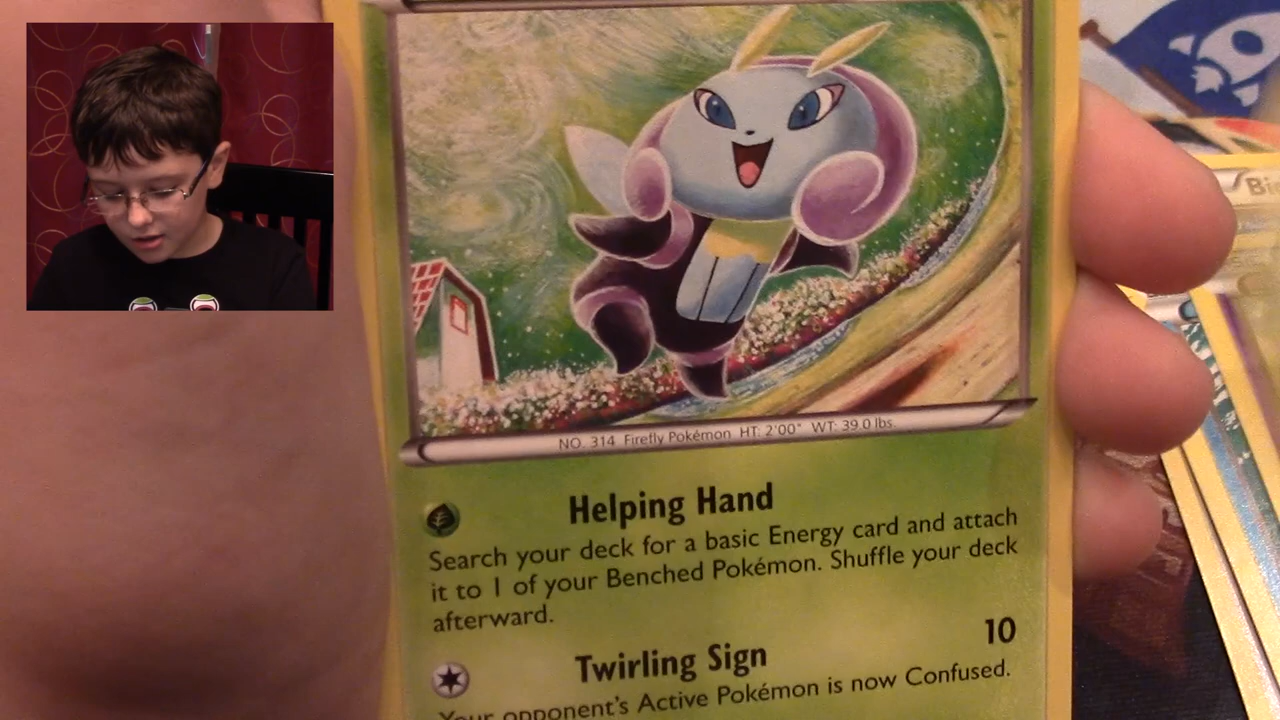 NO. 314 Firefly Pokémon HT: 2'00" WT: 39.0 lbs.
Helping Hand
Search your deck for a basic Energy card and attach
it to 1 of your Benched Pokémon. Shuffle your deck
afterward.
Twirling Sign 10
Your opponent's Active Pokémon is now Confused.